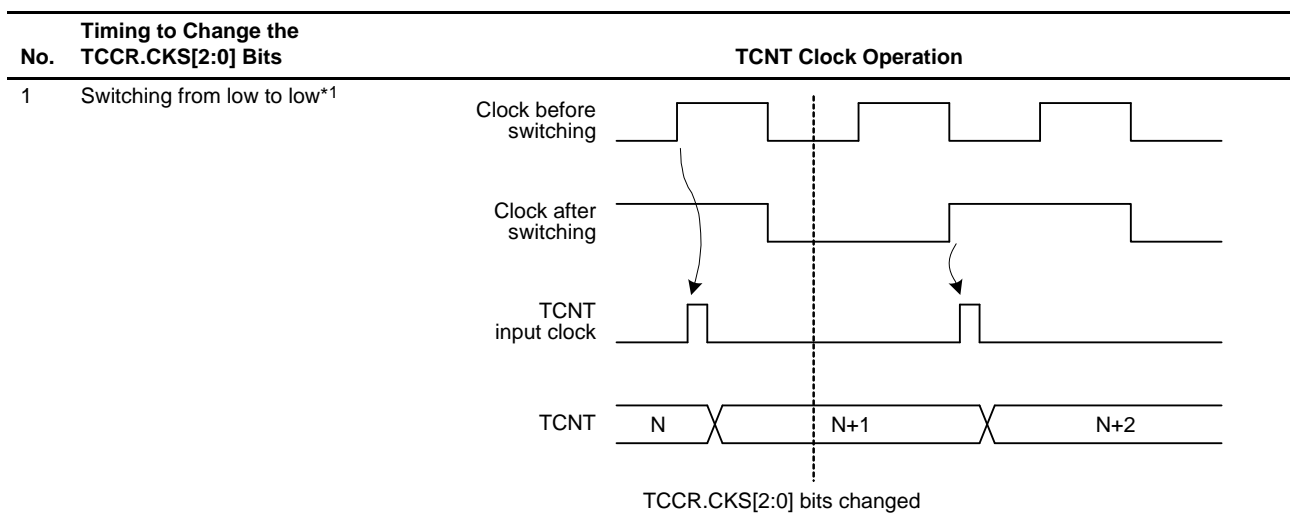 No.
Timing to Change the
TCCR.CKS[2:0] Bits
TCNT Clock Operation
1
Switching from low to low*1
Clock before
switching
Clock after
switching
TCNT
input clock
TCNT
N
N+1
N+2
TCCR.CKS[2:0] bits changed